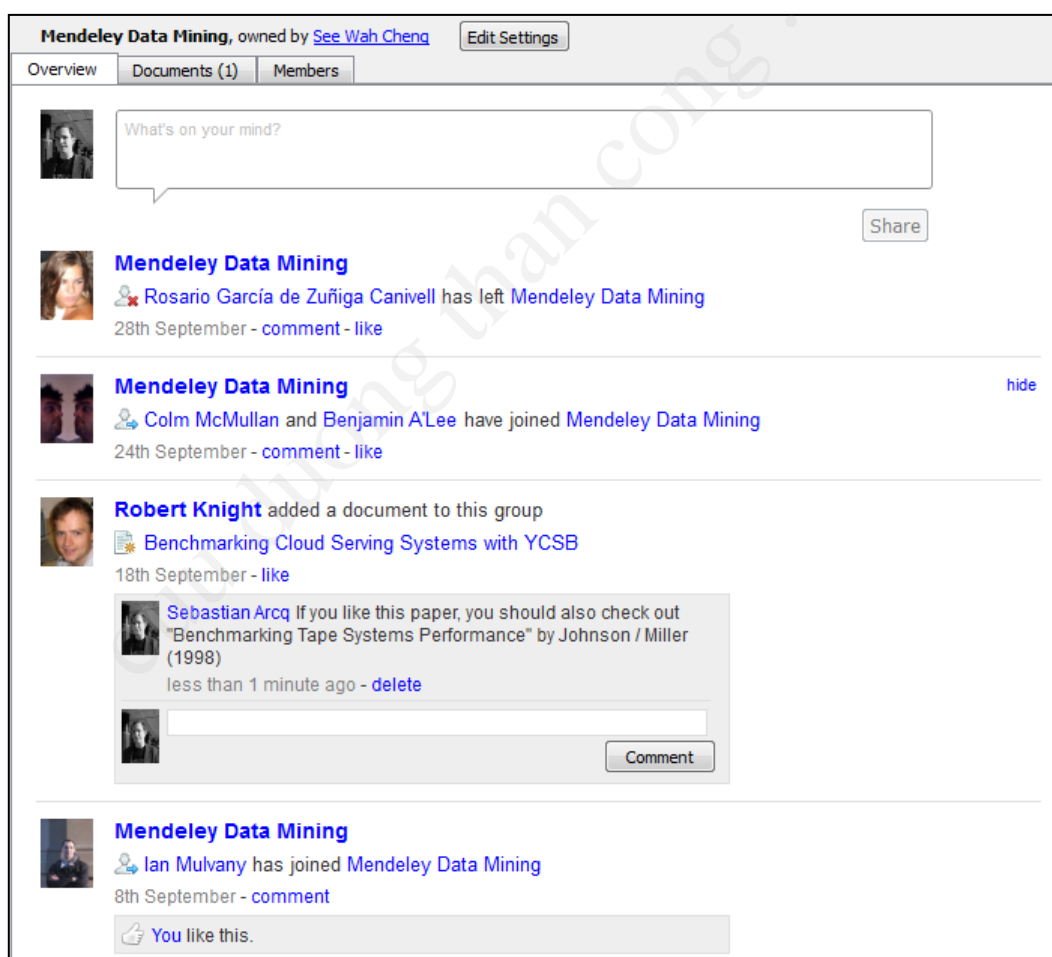 Mendeley Data Mining, owned by See Wah Cheng Edit Settings
Overview Documents (1) Members
What's on your mind?
Share
Mendeley Data Mining
Rosario García de Zuñiga Canivell has left Mendeley Data Mining
28th September - comment - like
Mendeley Data Mining hide
Colm McMullan and Benjamin A'Lee have joined Mendeley Data Mining
24th September - comment - like
Robert Knight added a document to this group
Benchmarking Cloud Serving Systems with YCSB
18th September - like
Sebastian Arcq If you like this paper, you should also check out
"Benchmarking Tape Systems Performance" by Johnson / Miller
(1998)
less than 1 minute ago - delete
Comment
Mendeley Data Mining
Ian Mulvany has joined Mendeley Data Mining
8th September - comment
You like this.
cuu duong than cong .